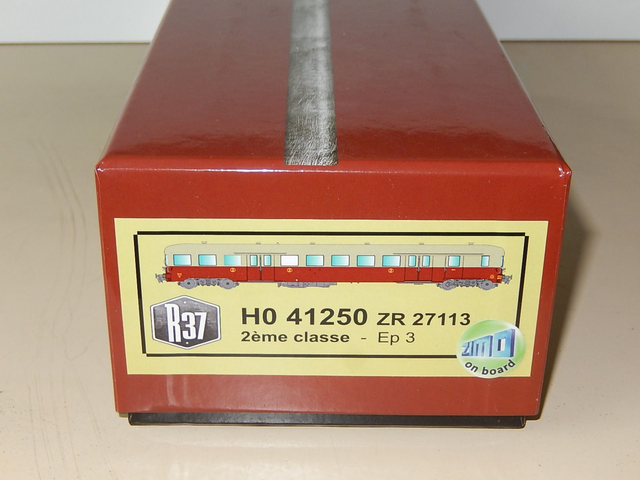 R37
H0 41250 ZR 27113
2ème classe - Ep 3
ZIMO
on board